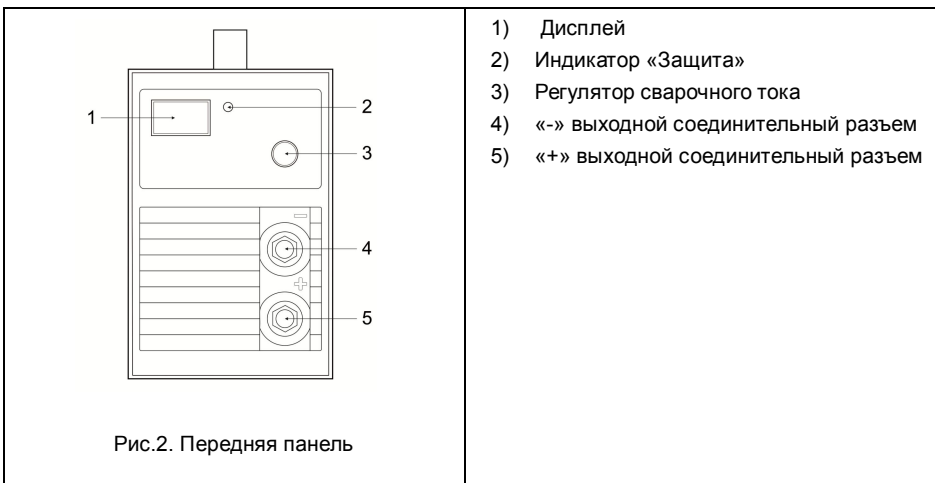 1
2
3
4
5
Рис.2. Передняя панель
1) Дисплей
2) Индикатор «Защита»
3) Регулятор сварочного тока
4) «-» выходной соединительный разъем
5) «+» выходной соединительный разъем